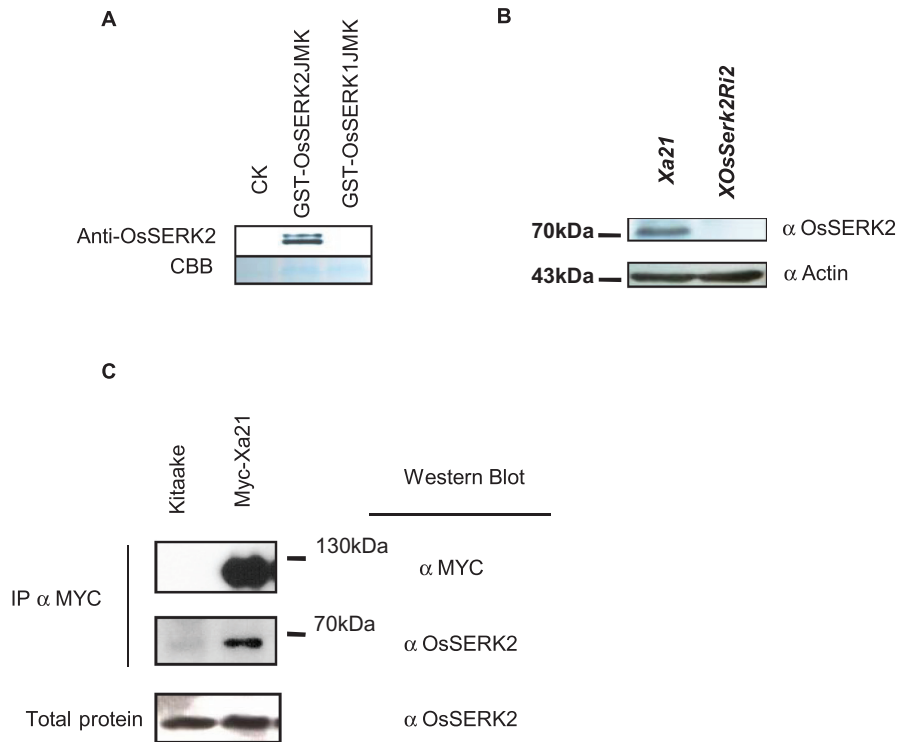 A
CK
GST-OsSERK2JMK
GST-OsSERK1JMK
Anti-OsSERK2
CBB
B
Xa21
XOsSerk2Ri2
70kDa
α OsSERK2
43kDa
α Actin
C
Kitaake
Myc-Xa21
Western Blot
IP α MYC
130kDa
α MYC
70kDa
α OsSERK2
Total protein
α OsSERK2